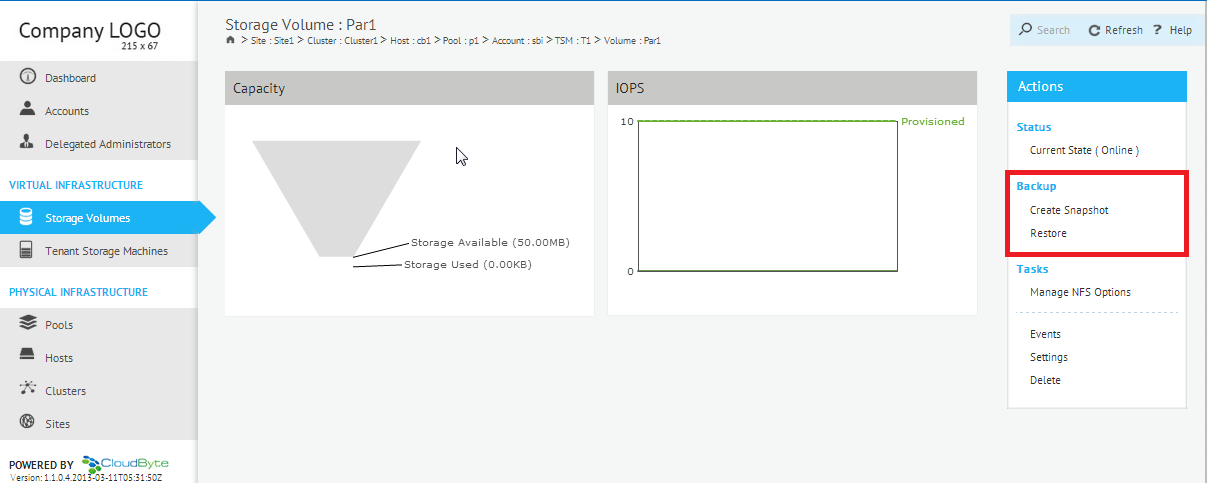 Company LOGO
215 x 67
Dashboard
Accounts
Delegated Administrators
VIRTUAL INFRASTRUCTURE
Storage Volumes
Tenant Storage Machines
PHYSICAL INFRASTRUCTURE
Pools
Hosts
Clusters
Sites
POWERED BY CloudByte
Version: 1.1.0.4.2013-03-11T05:31:50Z
Storage Volume : Par1
> Site : Site1 > Cluster : Cluster1 > Host : cb1 > Pool : p1 > Account : sbi > TSM : T1 > Volume : Par1
Search Refresh ? Help
Capacity
Storage Available (50.00MB)
Storage Used (0.00KB)
IOPS
10
Provisioned
0
Actions
Status
Current State ( Online )
Backup
Create Snapshot
Restore
Tasks
Manage NFS Options
Events
Settings
Delete